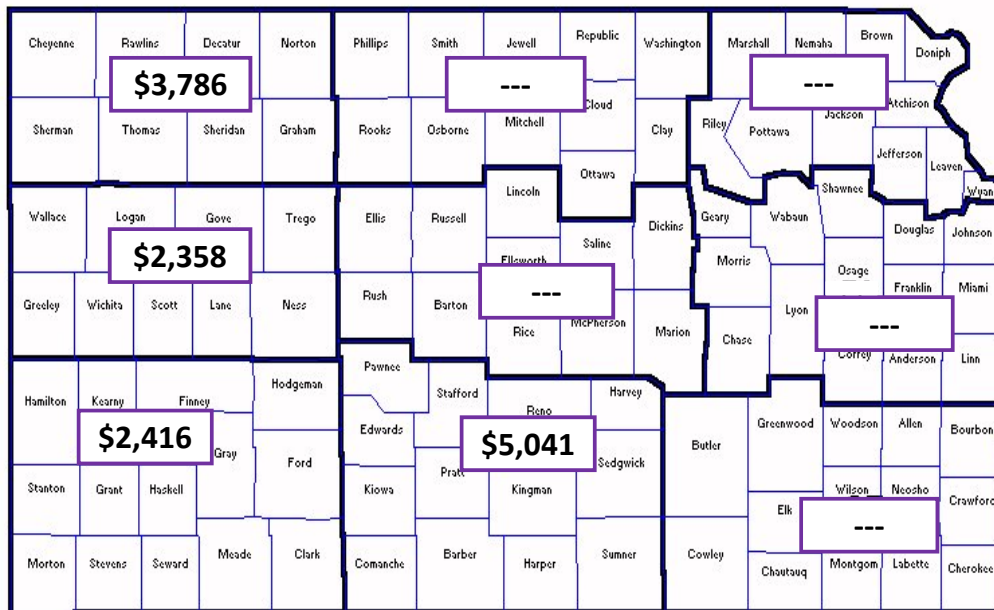 Cheyenne Rawlins Decatur Norton Phillips Smith Jewell Republic Washington Marshall Nemaha Brown Doniph
$3,786 --- ---
Sherman Thomas Sheridan Graham Rooks Osborne Mitchell Cloud Clay Riley Pottawa Jackson Atchison
Ottawa Jefferson Leaven Wyan
Wallace Logan Gove Trego Ellis Russell Lincoln Saline Dickins Geary Wabaun Shawnee Douglas Johnson
$2,358 Ellsworth Morris Osage
Greeley Wichita Scott Lane Ness Rush Barton --- Lyon Franklin Miami
Rice McPherson Marion Chase --- Coffey Anderson Linn
Hamilton Kearny Finney Hodgeman Pawnee Stafford Reno Harvey Greenwood Woodson Allen Bourbon
$2,416 Gray Ford Edwards $5,041 Sedgwick Butler
Stanton Grant Haskell Kiowa Pratt Kingman Elk Wilson Neosho Crawford
---
Morton Stevens Seward Meade Clark Comanche Barber Harper Sumner Cowley Chautauq Montgom Labette Cherokee